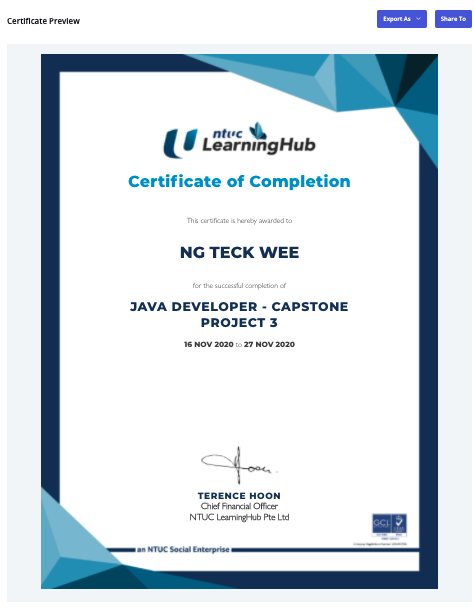 Certificate Preview
Export As
Share To
ntuc
LearningHub
Certificate of Completion
This certificate is hereby awarded to
NG TECK WEE
for the successful completion of
JAVA DEVELOPER - CAPSTONE
PROJECT 3
16 NOV 2020 to 27 NOV 2020
TERENCE HOON
Chief Financial Officer
NTUC LearningHub Pte Ltd
GCL
an NTUC Social Enterprise